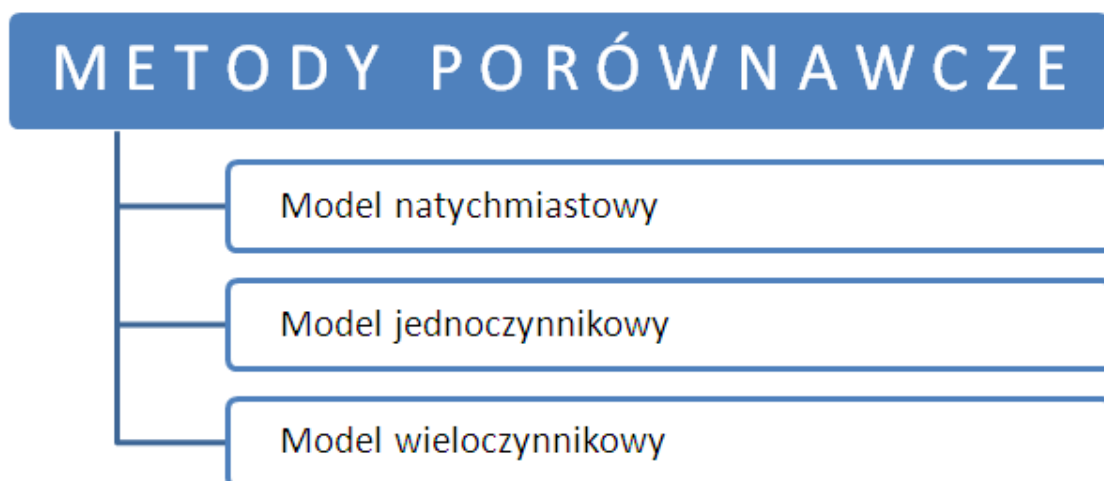 METODY PORÓWNAWCZE
Model natychmiastowy
Model jednoczynnikowy
Model wieloczynnikowy